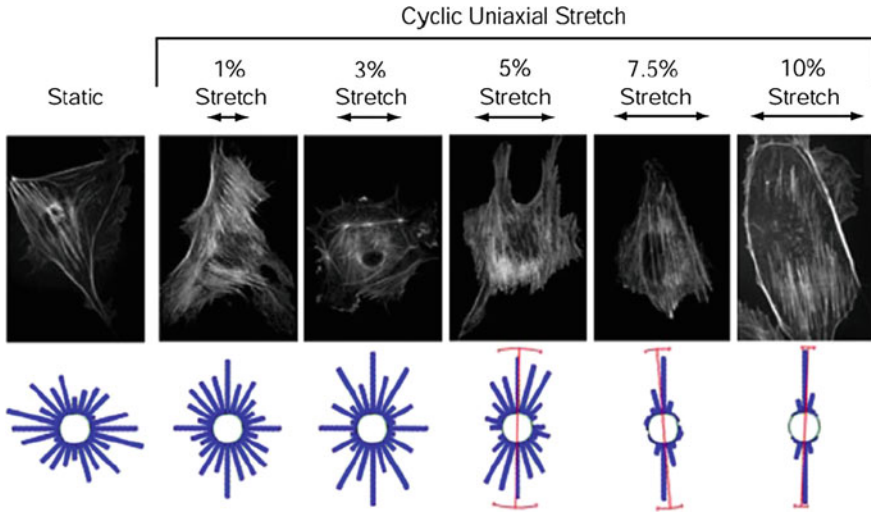 Cyclic Uniaxial Stretch
Static
1%
Stretch
3%
Stretch
5%
Stretch
7.5%
Stretch
10%
Stretch